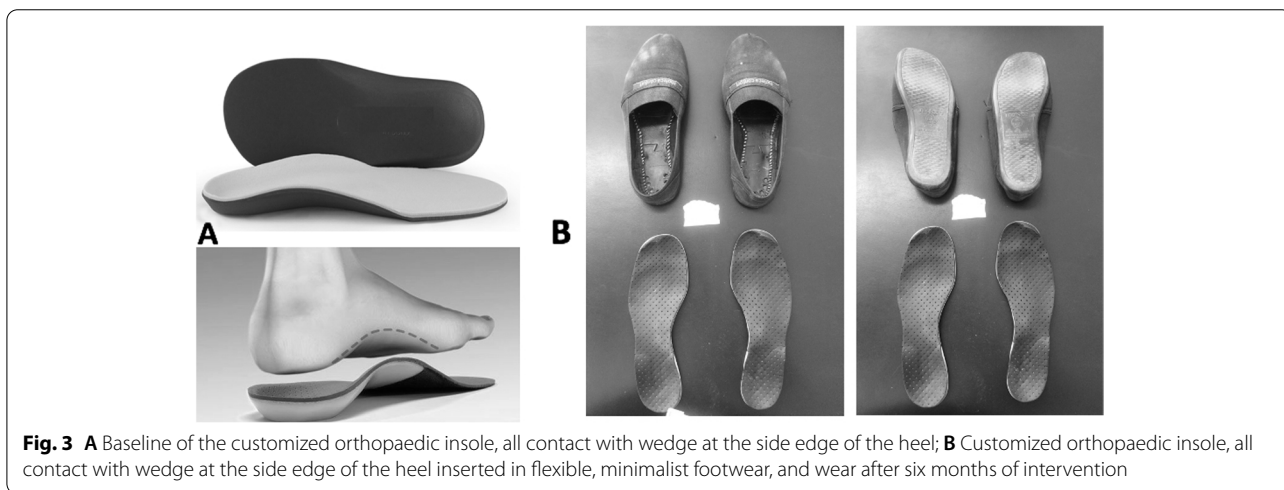 A
B
Fig. 3 A Baseline of the customized orthopaedic insole, all contact with wedge at the side edge of the heel; B Customized orthopaedic insole, all
contact with wedge at the side edge of the heel inserted in flexible, minimalist footwear, and wear after six months of intervention